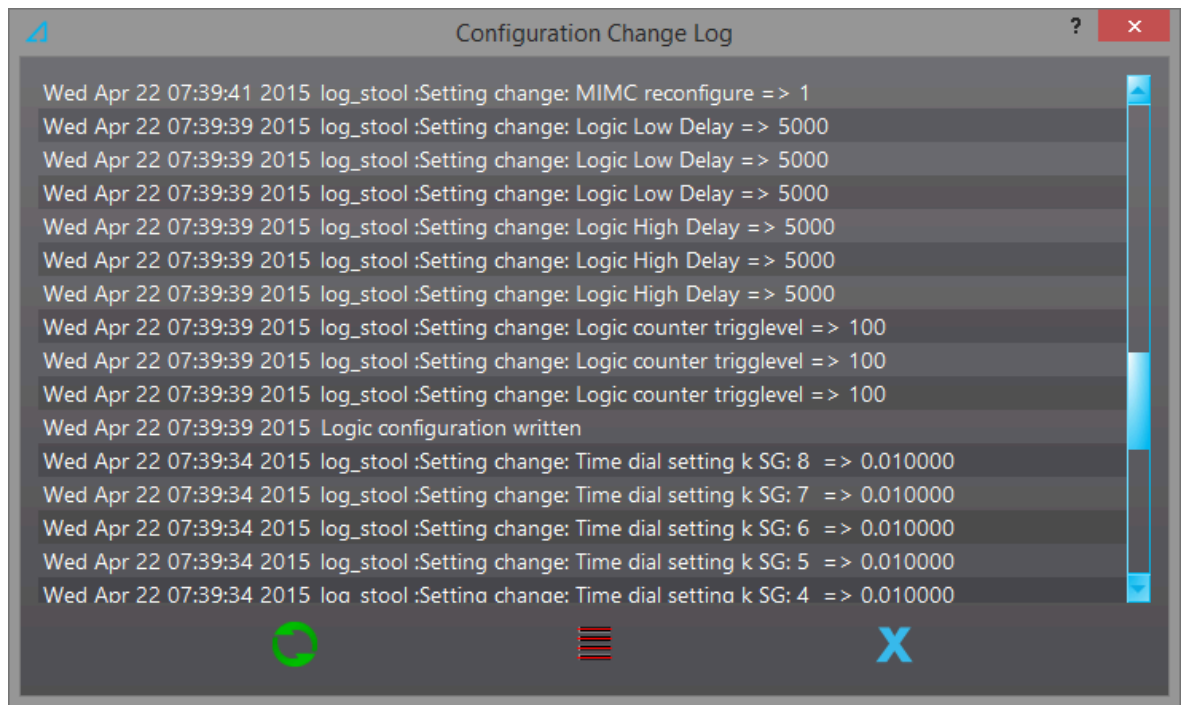 Configuration Change Log
?
Wed Apr 22 07:39:41 2015 log_stool :Setting change: MIMC reconfigure => 1
Wed Apr 22 07:39:39 2015 log_stool :Setting change: Logic Low Delay => 5000
Wed Apr 22 07:39:39 2015 log_stool :Setting change: Logic Low Delay => 5000
Wed Apr 22 07:39:39 2015 log_stool :Setting change: Logic Low Delay => 5000
Wed Apr 22 07:39:39 2015 log_stool :Setting change: Logic High Delay => 5000
Wed Apr 22 07:39:39 2015 log_stool :Setting change: Logic High Delay => 5000
Wed Apr 22 07:39:39 2015 log_stool :Setting change: Logic High Delay => 5000
Wed Apr 22 07:39:39 2015 log_stool :Setting change: Logic counter trigglevel => 100
Wed Apr 22 07:39:39 2015 log_stool :Setting change: Logic counter trigglevel => 100
Wed Apr 22 07:39:39 2015 log_stool :Setting change: Logic counter trigglevel => 100
Wed Apr 22 07:39:39 2015 Logic configuration written
Wed Apr 22 07:39:34 2015 log_stool :Setting change: Time dial setting k SG: 8 => 0.010000
Wed Apr 22 07:39:34 2015 log_stool :Setting change: Time dial setting k SG: 7 => 0.010000
Wed Apr 22 07:39:34 2015 log_stool :Setting change: Time dial setting k SG: 6 => 0.010000
Wed Apr 22 07:39:34 2015 log_stool :Setting change: Time dial setting k SG: 5 => 0.010000
Wed Apr 22 07:39:34 2015 log_stool :Setting change: Time dial setting k SG: 4 => 0.010000